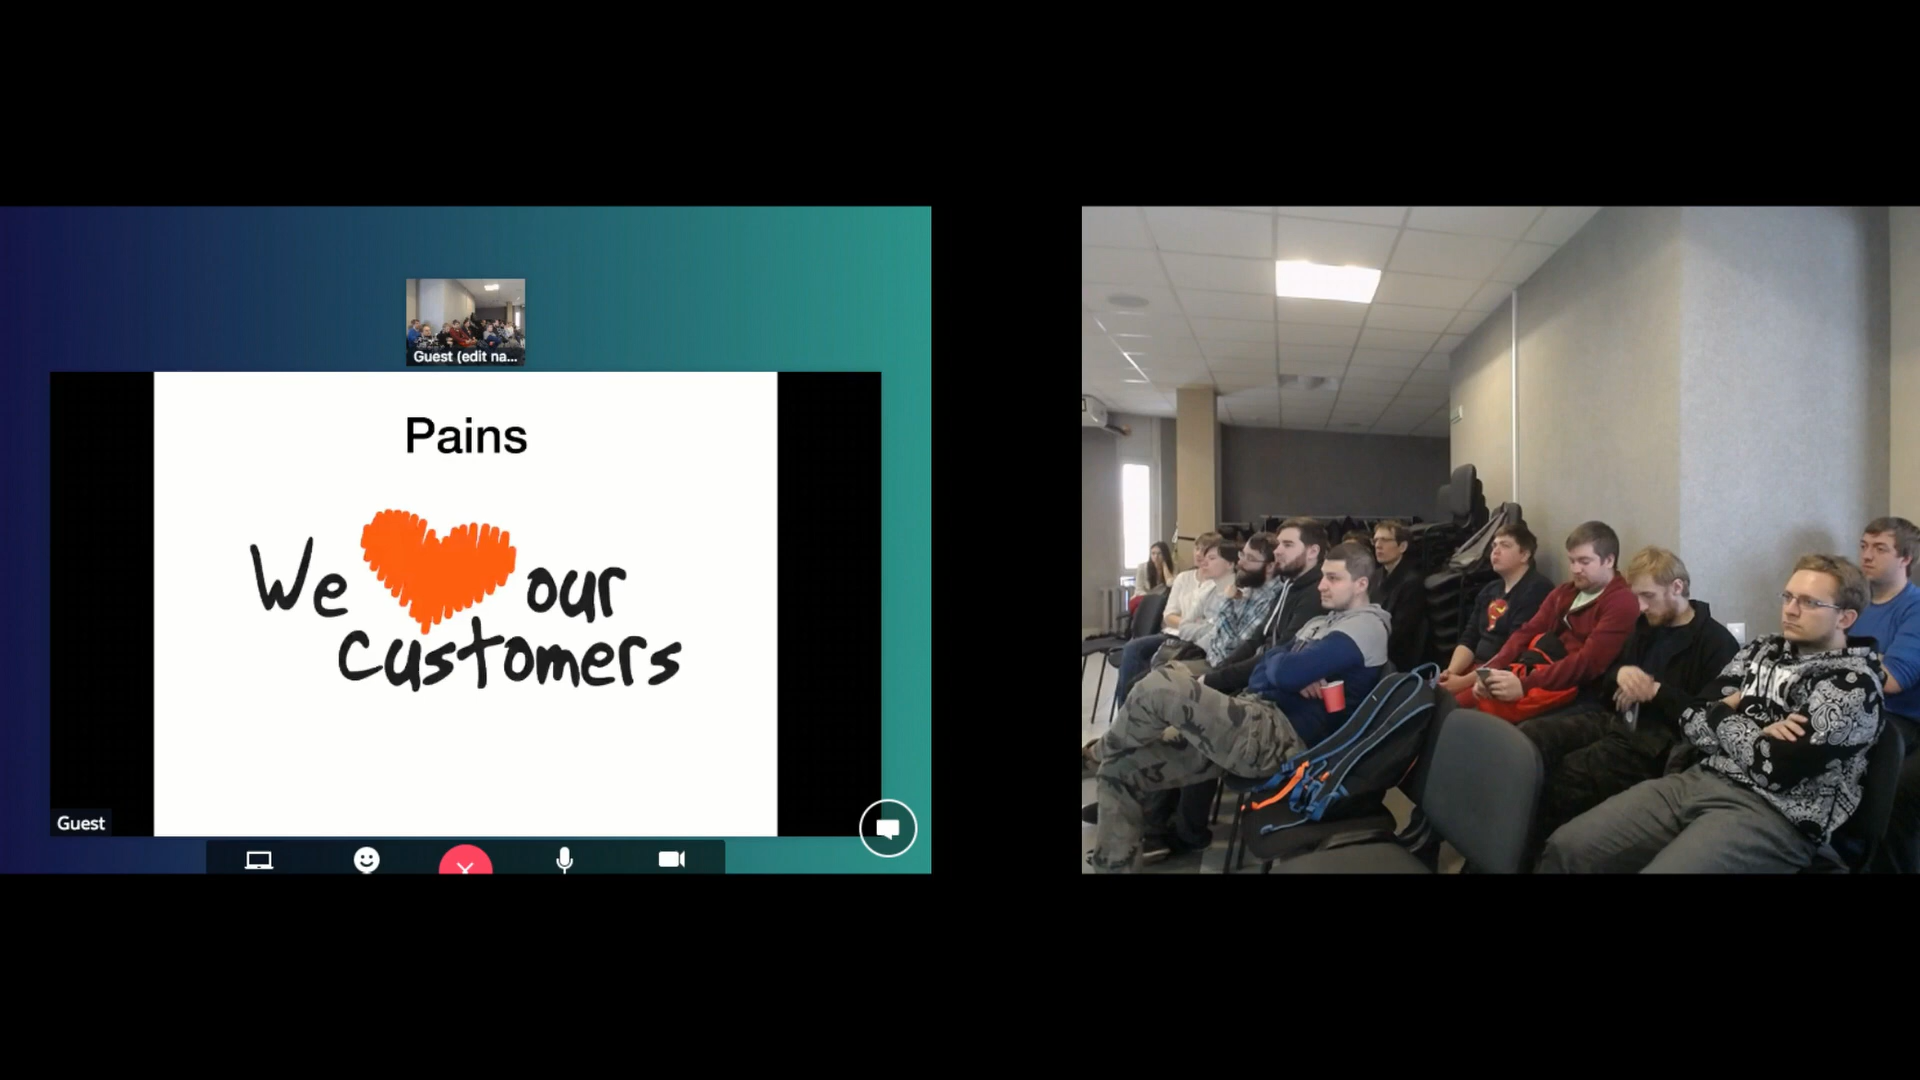 Guest (edit na...
Pains
We our
customers
Guest